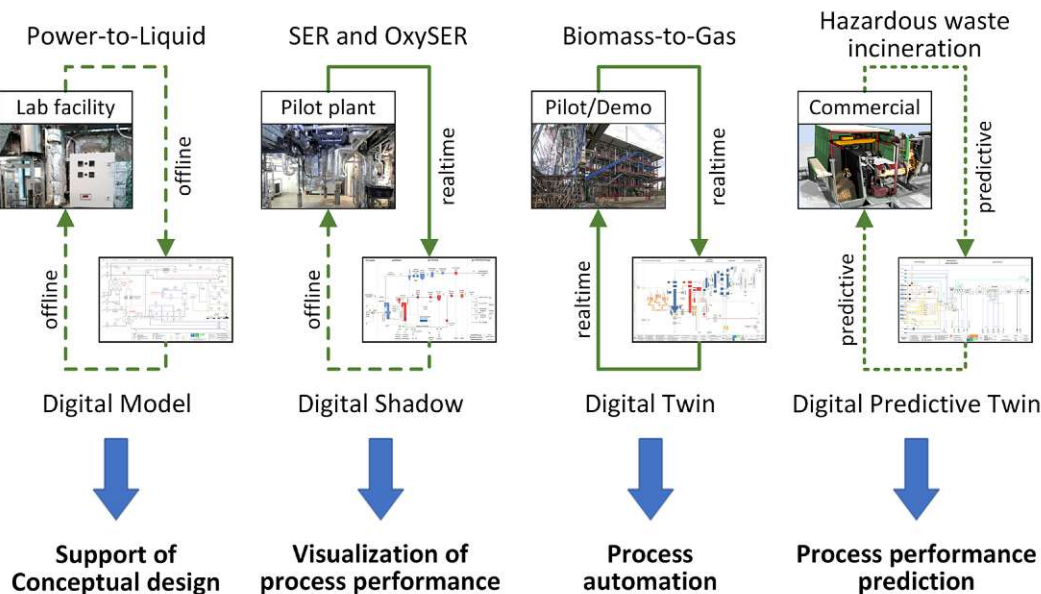 Power-to-Liquid
Lab facility
offline
offline
Digital Model
Support of
Conceptual design
SER and OxySER
Pilot plant
realtime
offline
Digital Shadow
Visualization of
process performance
Biomass-to-Gas
Pilot/Demo
realtime
realtime
Digital Twin
Process
automation
Hazardous waste
incineration
Commercial
predictive
predictive
Digital Predictive Twin
Process performance
prediction